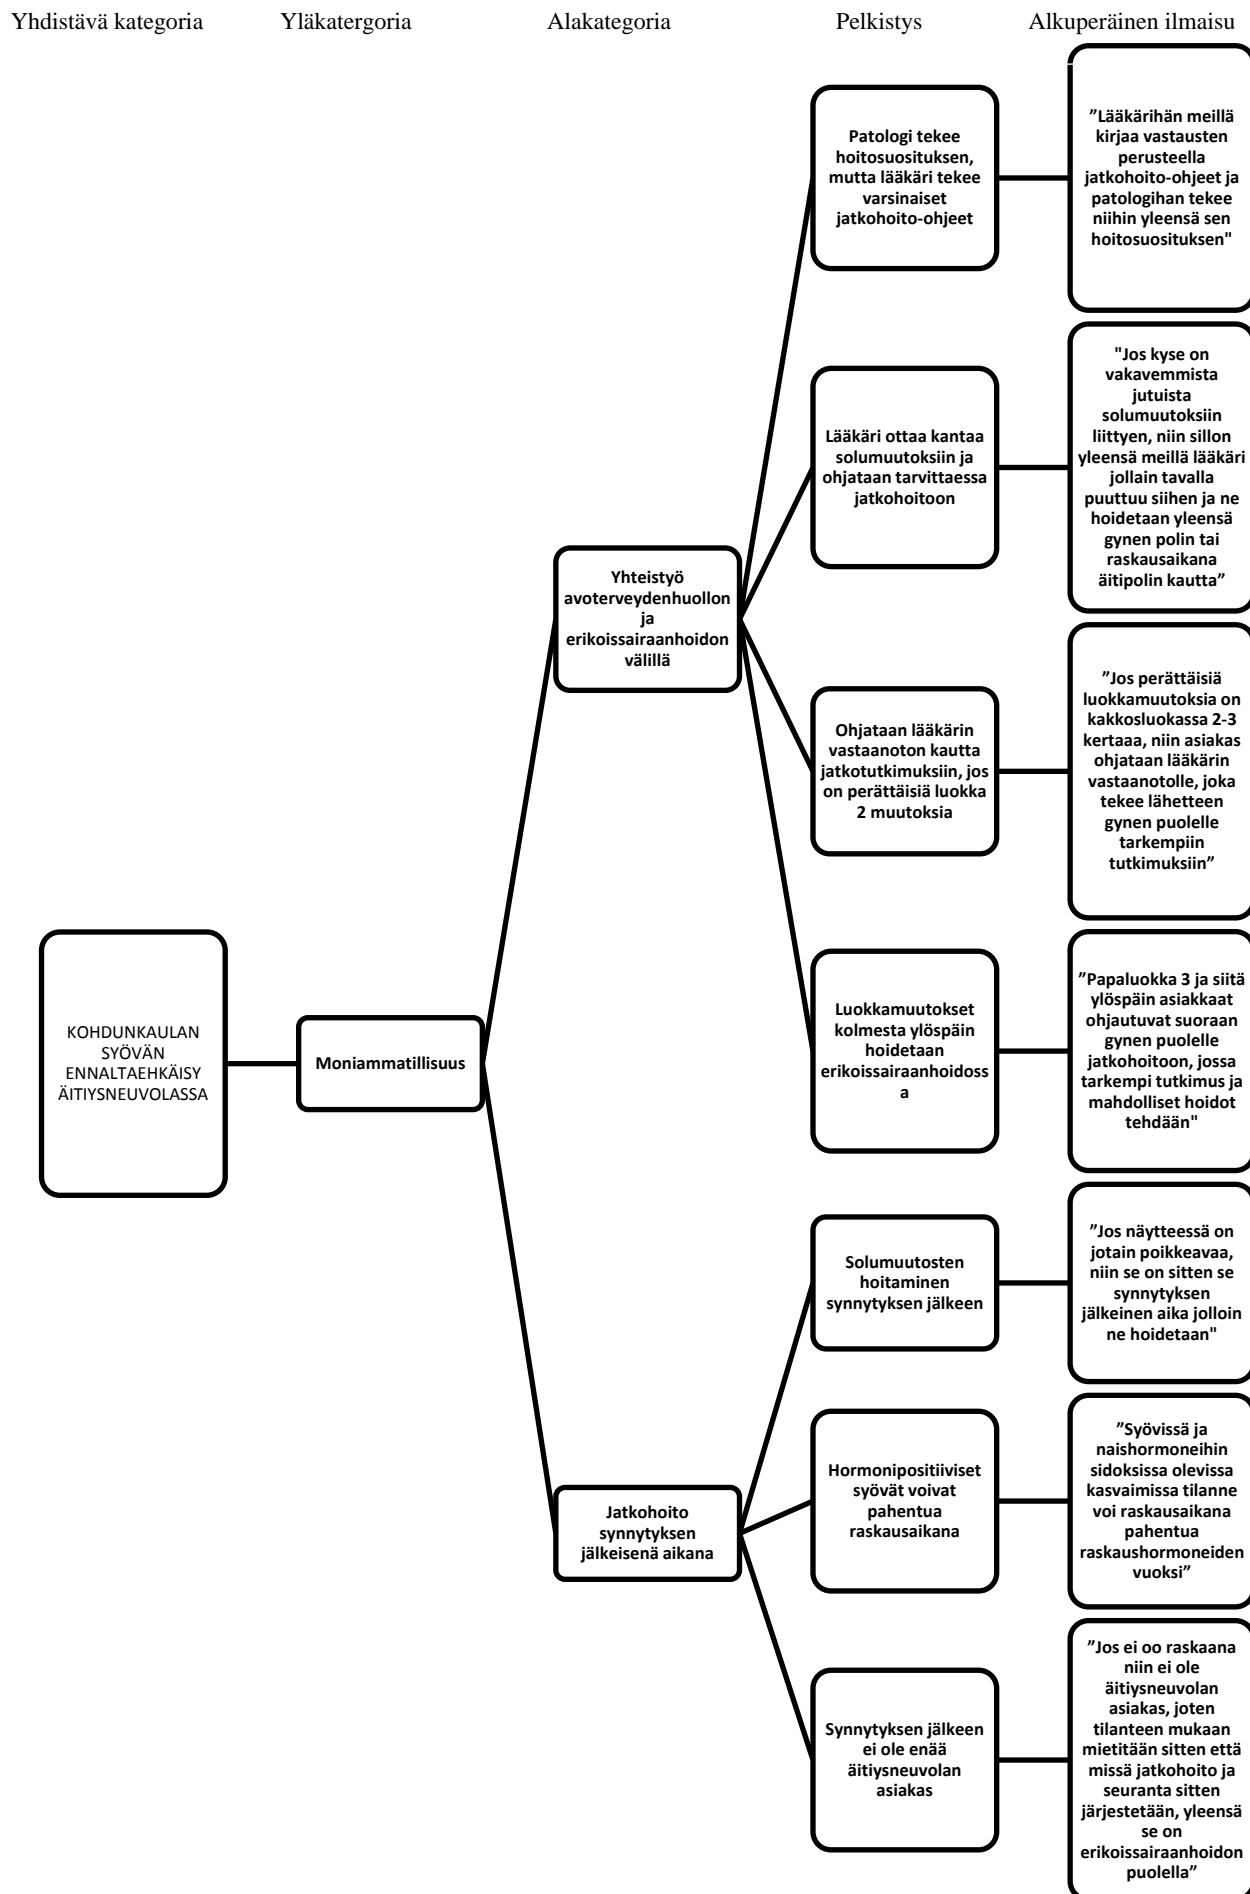 Yhdistävä kategoria Yläkatergoria Alakategoria Pelkistys Alkuperäinen ilmaisu
Patologi tekee
hoitosuosituksen,
mutta lääkäri tekee
varsinaiset
jatkohoito-ohjeet
”Lääkärihän meillä
kirjaa vastausten
perusteella
jatkohoito-ohjeet ja
patologihan tekee
niihin yleensä sen
hoitosuosituksen"
Lääkäri ottaa kantaa
solumuutoksiin ja
ohjataan tarvittaessa
jatkohoitoon
"Jos kyse on
vakavemmista
jutuista
solumuutoksiin
liittyen, niin sillon
yleensä meillä lääkäri
jollain tavalla
puuttuu siihen ja ne
hoidetaan yleensä
gynen polin tai
raskausaikana
äitipolin kautta”
Yhteistyö
avoterveydenhuollon
ja
erikoissairaanhoidon
välillä
Ohjataan lääkärin
vastaanoton kautta
jatkotutkimuksiin, jos
on perättäisiä luokka
2 muutoksia
”Jos perättäisiä
luokkamuutoksia on
kakkosluokassa 2-3
kertaaa, niin asiakas
ohjataan lääkärin
vastaanotolle, joka
tekee lähetteen
gynen puolelle
tarkempiin
tutkimuksiin”
KOHDUNKAULAN
SYÖVÄN
ENNALTAEHKÄISY
ÄITIYSNEUVOLASSA
Moniammatillisuus
Luokkamuutokset
kolmesta ylöspäin
hoidetaan
erikoissairaanhoidoss
a
”Papaluokka 3 ja siitä
ylöspäin asiakkaat
ohjautuvat suoraan
gynen puolelle
jatkohoitoon, jossa
tarkempi tutkimus ja
mahdolliset hoidot
tehdään"
Solumuutosten
hoitaminen
synnytyksen jälkeen
”Jos näytteessä on
jotain poikkeavaa,
niin se on sitten se
synnytyksen
jälkeinen aika jolloin
ne hoidetaan"
Jatkohoito
synnytyksen
jälkeisenä aikana
Hormonipositiiviset
syövät voivat
pahentua
raskausaikana
”Syövissä ja
naishormoneihin
sidoksissa olevissa
kasvaimissa tilanne
voi raskausaikana
pahentua
raskaushormoneiden
vuoksi”
Synnytyksen jälkeen
ei ole enää
äitiysneuvolan
asiakas
”Jos ei oo raskaana
niin ei ole
äitiysneuvolan
asiakas, joten
tilanteen mukaan
mietitään sitten että
missä jatkohoito ja
seuranta sitten
järjestetään, yleensä
se on
erikoissairaanhoidon
puolella”